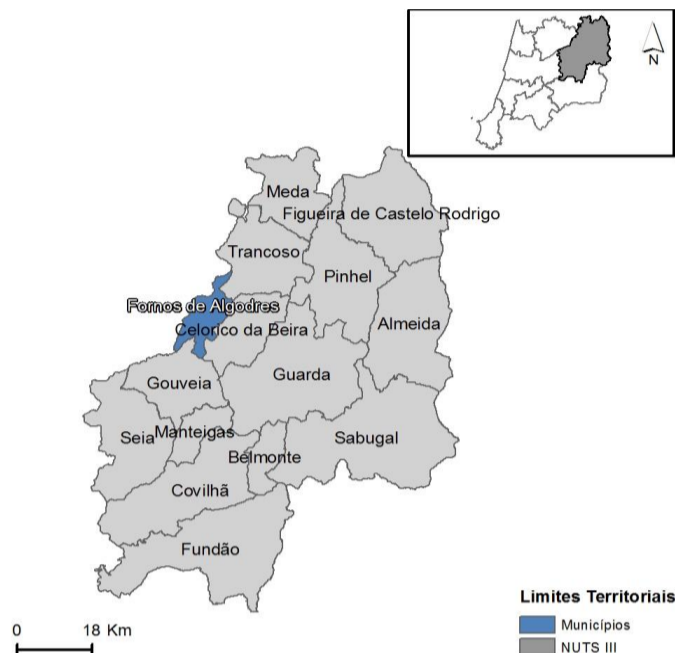 N
Meda
Figueira de Castelo Rodrigo
Trancoso
Pinhel
Fornos de Algodres
Almeida
Celorico da Beira
Guarda
Gouveia
Manteigas
Seia
Sabugal
Belmonte
Covilhã
Fundão
Limites Territoriais
0 18 Km
Municípios
NUTS III